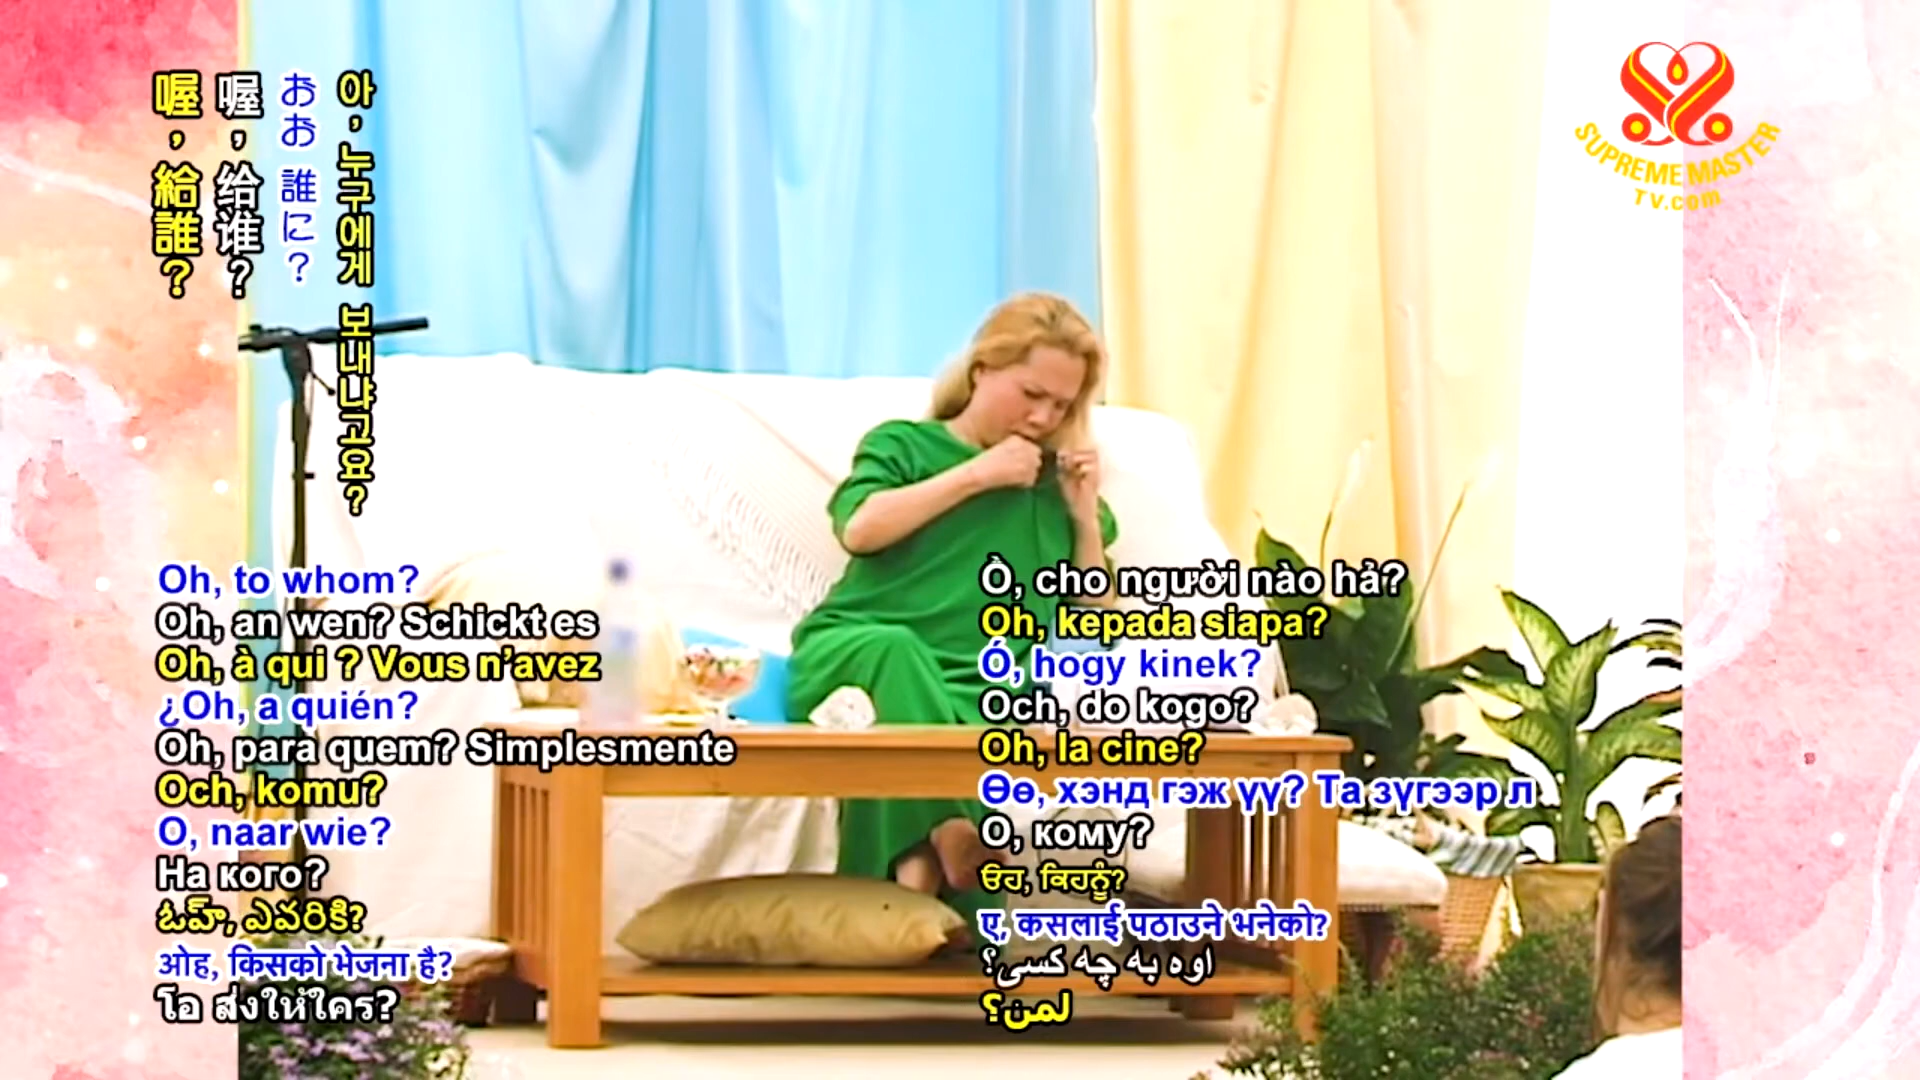 喔，給誰？
喔，给谁？
おお 誰に？
아, 누구에게 보내냐고요?
SUPREME MASTER
TV.com
Oh, to whom?
Oh, an wen? Schickt es
Oh, à qui ? Vous n’avez
¿Oh, a quién?
Oh, para quem? Simplesmente
Och, komu?
O, naar wie?
На кого?
ఓహ్, ఎవరికి?
ओह, किसको भेजना है?
โอ ส่งให้ใคร?
Ồ, cho người nào hả?
Oh, kepada siapa?
Ó, hogy kinek?
Och, do kogo?
Oh, la cine?
Өө, хэнд гэж үү? Та зүгээр л
О, кому?
ਓਹ, ਕਿਹਨੂੰ?
ए, कसलाई पठाउने भनेको?
اوه به چه کسی؟
لمن؟